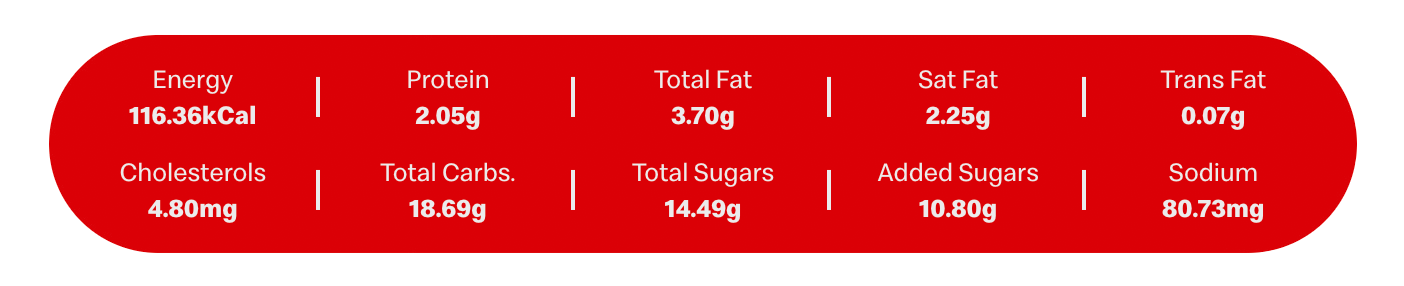 Energy
116.36kCal
Protein
2.05g
Total Fat
3.70g
Sat Fat
2.25g
Trans Fat
0.07g
Cholesterols
4.80mg
Total Carbs.
18.69g
Total Sugars
14.49g
Added Sugars
10.80g
Sodium
80.73mg